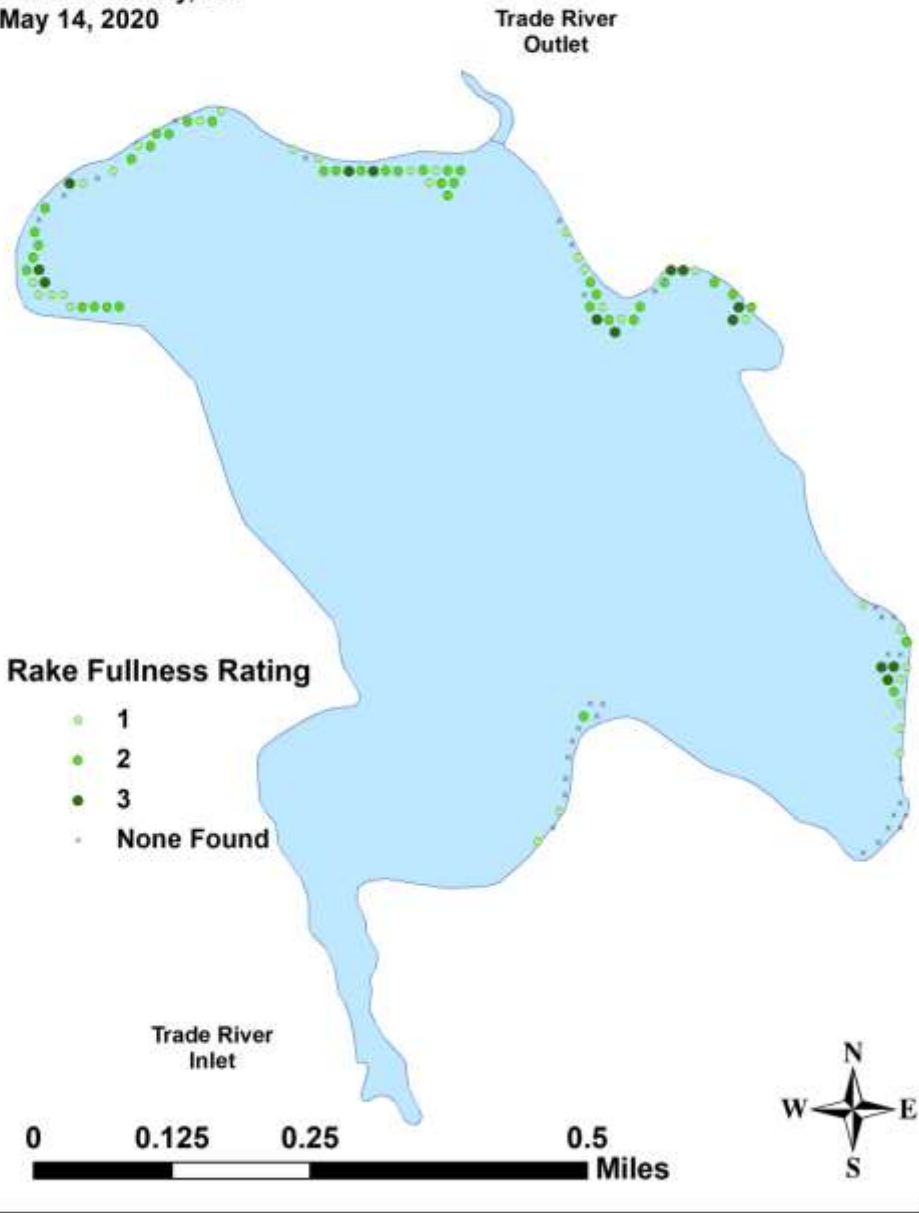 May 14, 2020
Trade River
Outlet
Rake Fullness Rating
1
2
3
None Found
Trade River
Inlet
N
W E
S
0 0.125 0.25 0.5
Miles